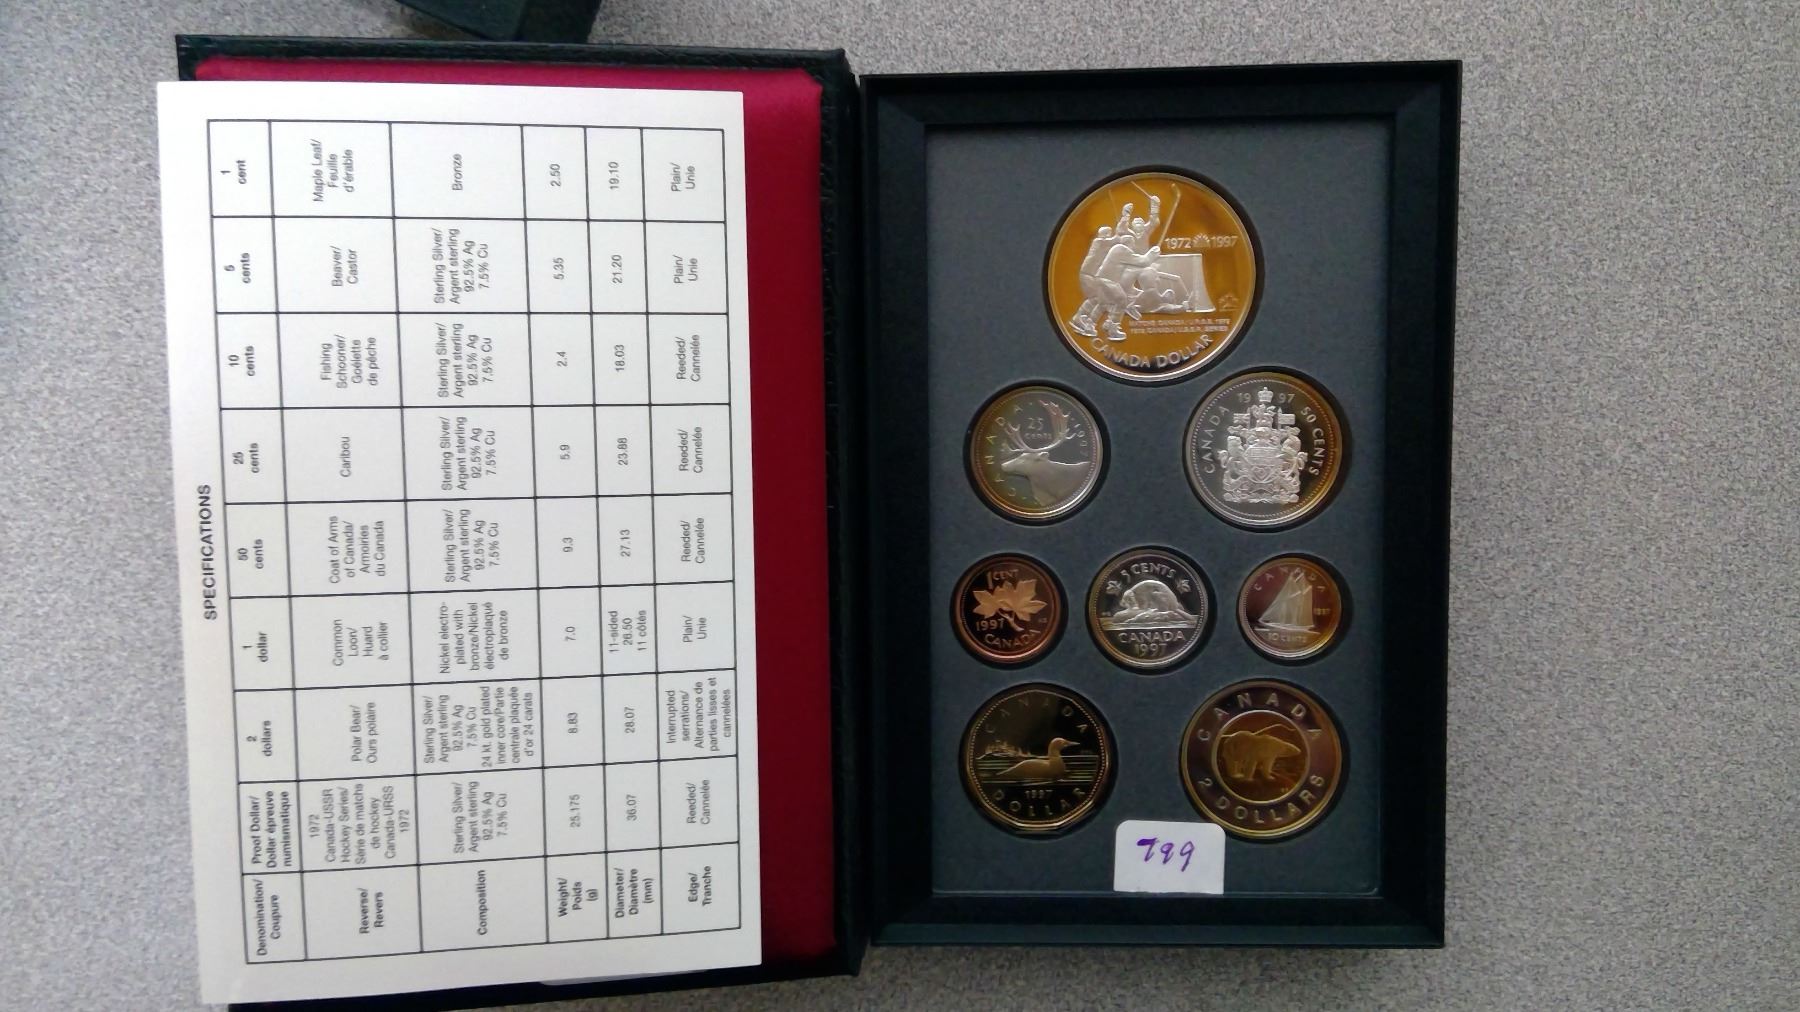 SPECIFICATIONS
Denomination/
Coupure
Proof Dollar/
Dollar épreuve
numismatique
2
dollars
1
dollar
50
cents
25
cents
10
cents
5
cents
1
cent
Reverse/
Revers
1972
Canada-USSR
Hockey Series/
Série de matchs
de hockey
Canada-URSS
1972
Polar Bear/
Ours polaire
Common
Loon/
Huard
à collier
Coat of Arms
of Canada/
Armoiries
du Canada
Caribou
Fishing
Schooner/
Goélette
de pêche
Beaver/
Castor
Maple Leaf/
Feuille
d'érable
Composition
Sterling Silver/
Argent sterling
92.5% Ag
7.5% Cu
Sterling Silver/
Argent sterling
92.5% Ag
7.5% Cu
24 kt. gold plated
inner core/Partie
centrale plaquée
d'or 24 carats
Nickel electro-
plated with
bronze/Nickel
électroplaqué
de bronze
Sterling Silver/
Argent sterling
92.5% Ag
7.5% Cu
Sterling Silver/
Argent sterling
92.5% Ag
7.5% Cu
Sterling Silver/
Argent sterling
92.5% Ag
7.5% Cu
Sterling Silver/
Argent sterling
92.5% Ag
7.5% Cu
Bronze
Weight/
Poids
(g)
25.175
8.83
7.0
9.3
5.9
2.4
5.35
2.50
Diameter/
Diamètre
(mm)
36.07
28.07
11-sided
26.50
11 côtés
27.13
23.88
18.03
21.20
19.10
Edge/
Tranche
Reeded/
Cannelée
Interrupted
serrations/
Alternance de
parties lisses et
cannelées
Plain/
Unie
Reeded/
Cannelée
Reeded/
Cannelée
Reeded/
Cannelée
Plain/
Unie
Plain/
Unie
1972 1997
MATCHS CANADA / U.R.S.S. 1972
1972 CANADA / U.S.S.R. SERIES
CANADA DOLLAR
CANADA 1997
25
cents
CANADA 1997 50 CENTS
1 CENT
1997
CANADA
5 CENTS
CANADA
1997
CANADA
1997
10 CENTS
CANADA
1997
DOLLAR
CANADA
2 DOLLARS
799